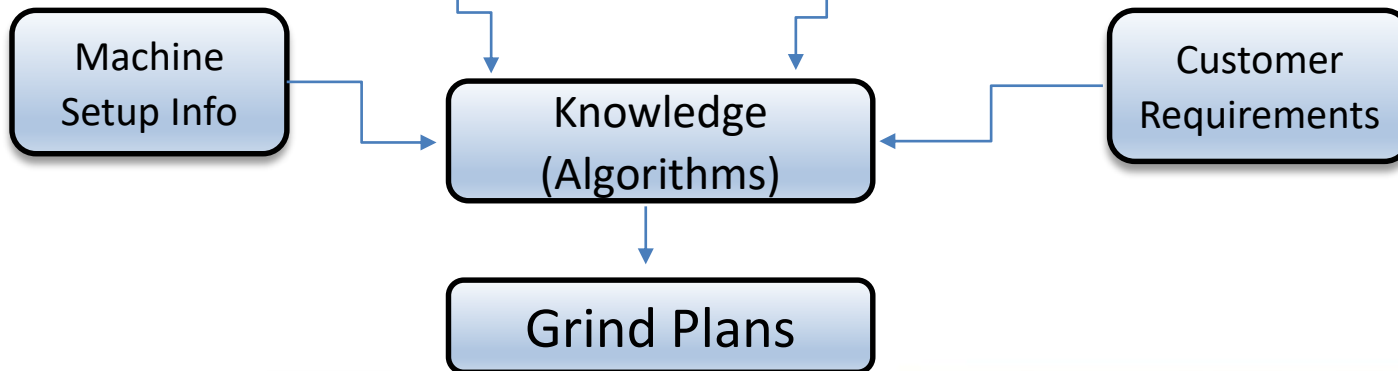 Machine
Setup Info
Knowledge
(Algorithms)
Customer
Requirements
Grind Plans